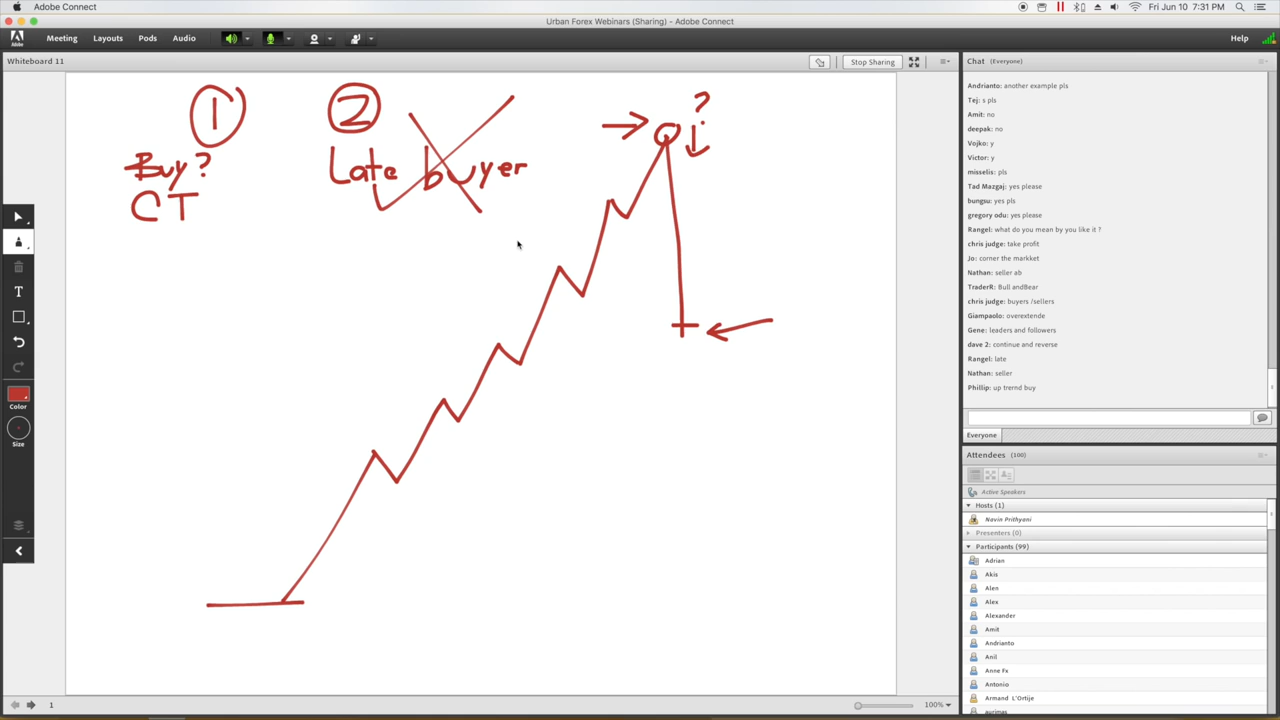 Adobe Connect
Fri Jun 10 7:31 PM
Urban Forex Webinars (Sharing) - Adobe Connect
Adobe
Meeting
Layouts
Pods
Audio
Help
Whiteboard 11
Stop Sharing
1
Buy?
CT
2
Late buyer
?
Color
Size
1
100%
Chat (Everyone)
Andrianto: another example pls
Tej: s pls
Amit: no
deepak: no
Vojko: y
Victor: y
misselis: pls
Tad Mazgaj: yes please
bungsu: yes pls
gregory odu: yes please
Rangel: what do you mean by you like it ?
chris judge: take profit
Jo: corner the markket
Nathan: seller ab
TraderR: Bull andBear
chris judge: buyers /sellers
Giampaolo: overextende
Gene: leaders and followers
dave 2: continue and reverse
Rangel: late
Nathan: seller
Phillip: up trernd buy
Everyone
Attendees (100)
Active Speakers
Hosts (1)
Navin Prithyani
Presenters (0)
Participants (99)
Adrian
Akis
Alen
Alex
Alexander
Amit
Andrianto
Anil
Anne Fx
Antonio
Armand L'Ortije
aurimas